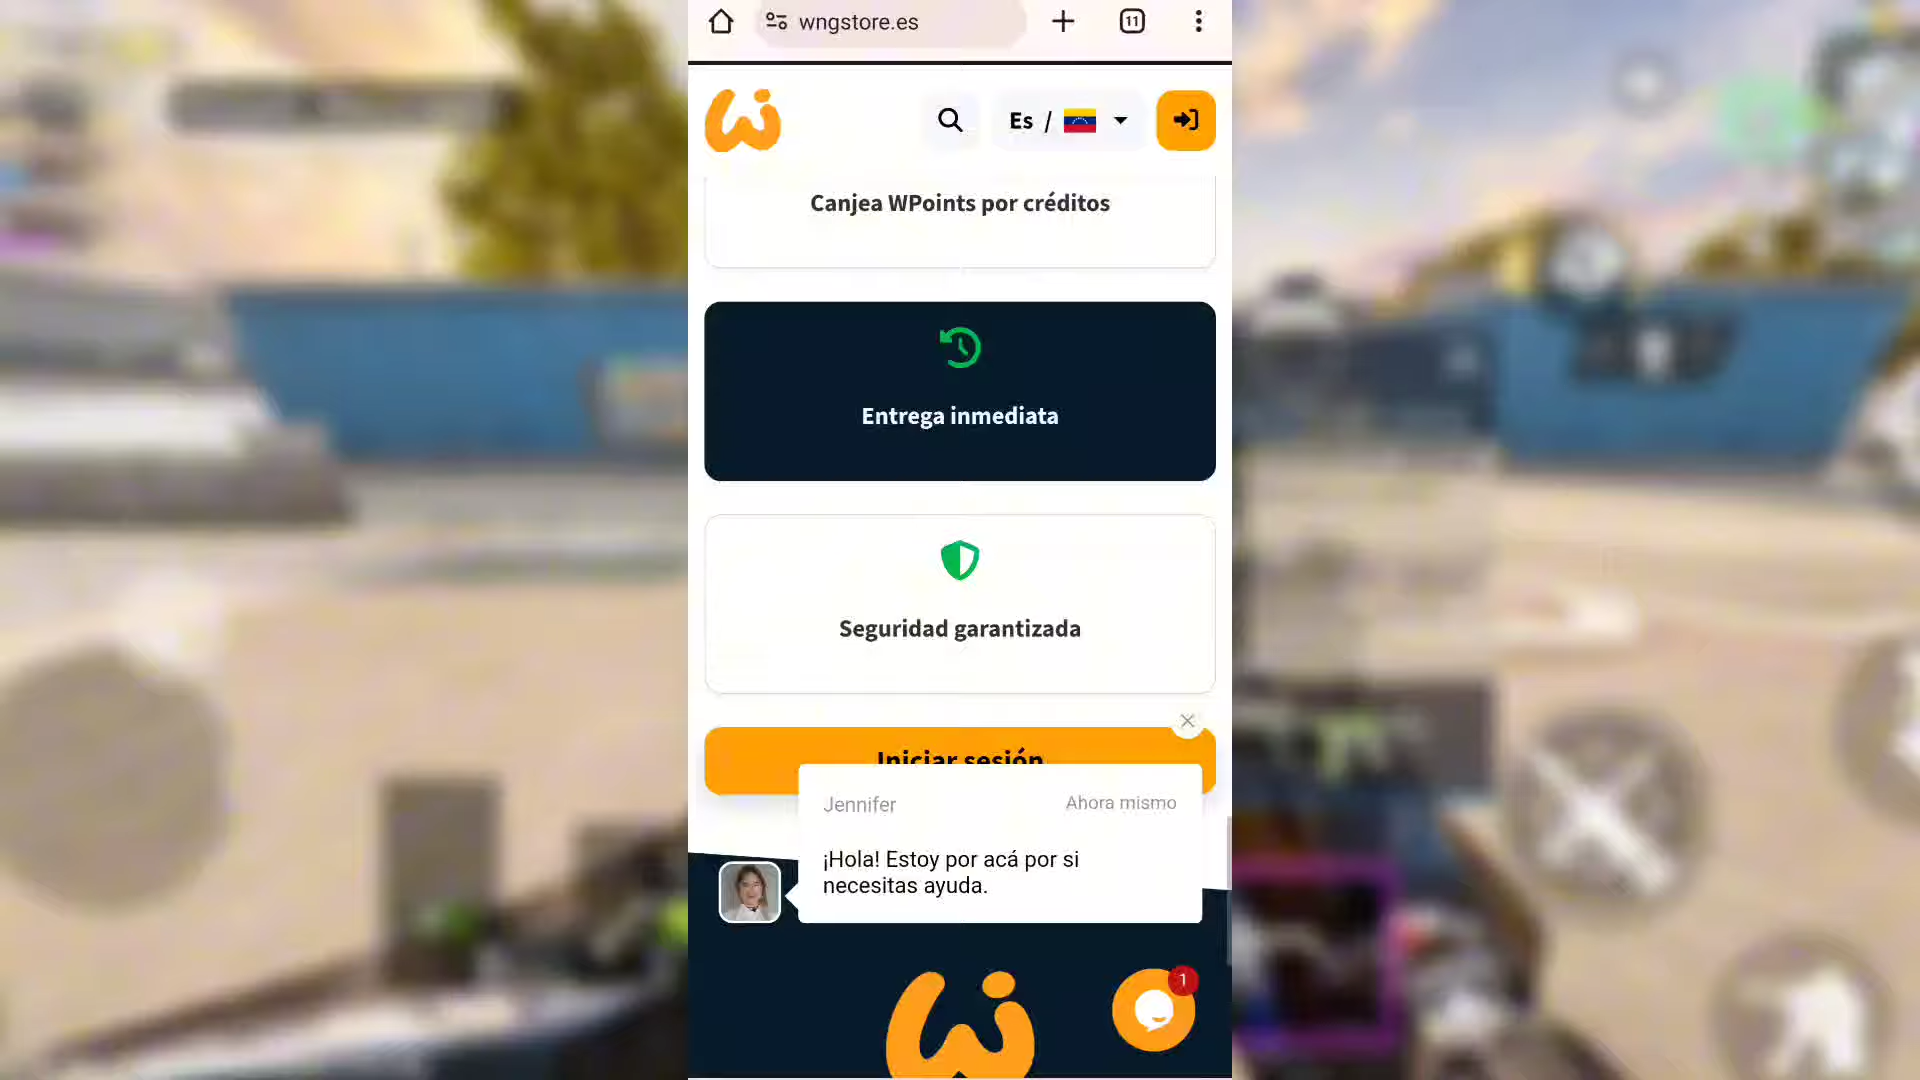 wngstore.es
11
Es /
Canjea WPoints por créditos
Entrega inmediata
Seguridad garantizada
Iniciar sesión
Jennifer
Ahora mismo
¡Hola! Estoy por acá por si
necesitas ayuda.
1